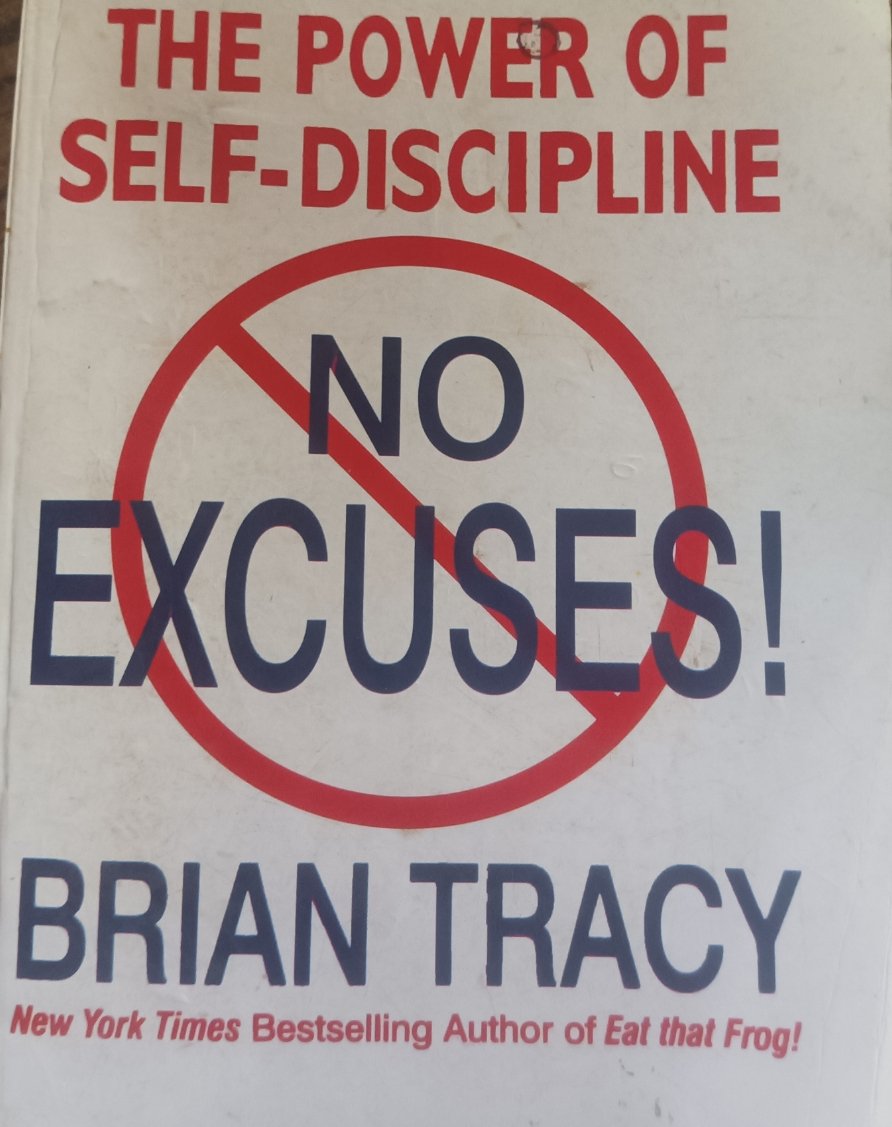 THE POWER OF
SELF-DISCIPLINE
NO
EXCUSES!
BRIAN TRACY
New York Times Bestselling Author of Eat that Frog!